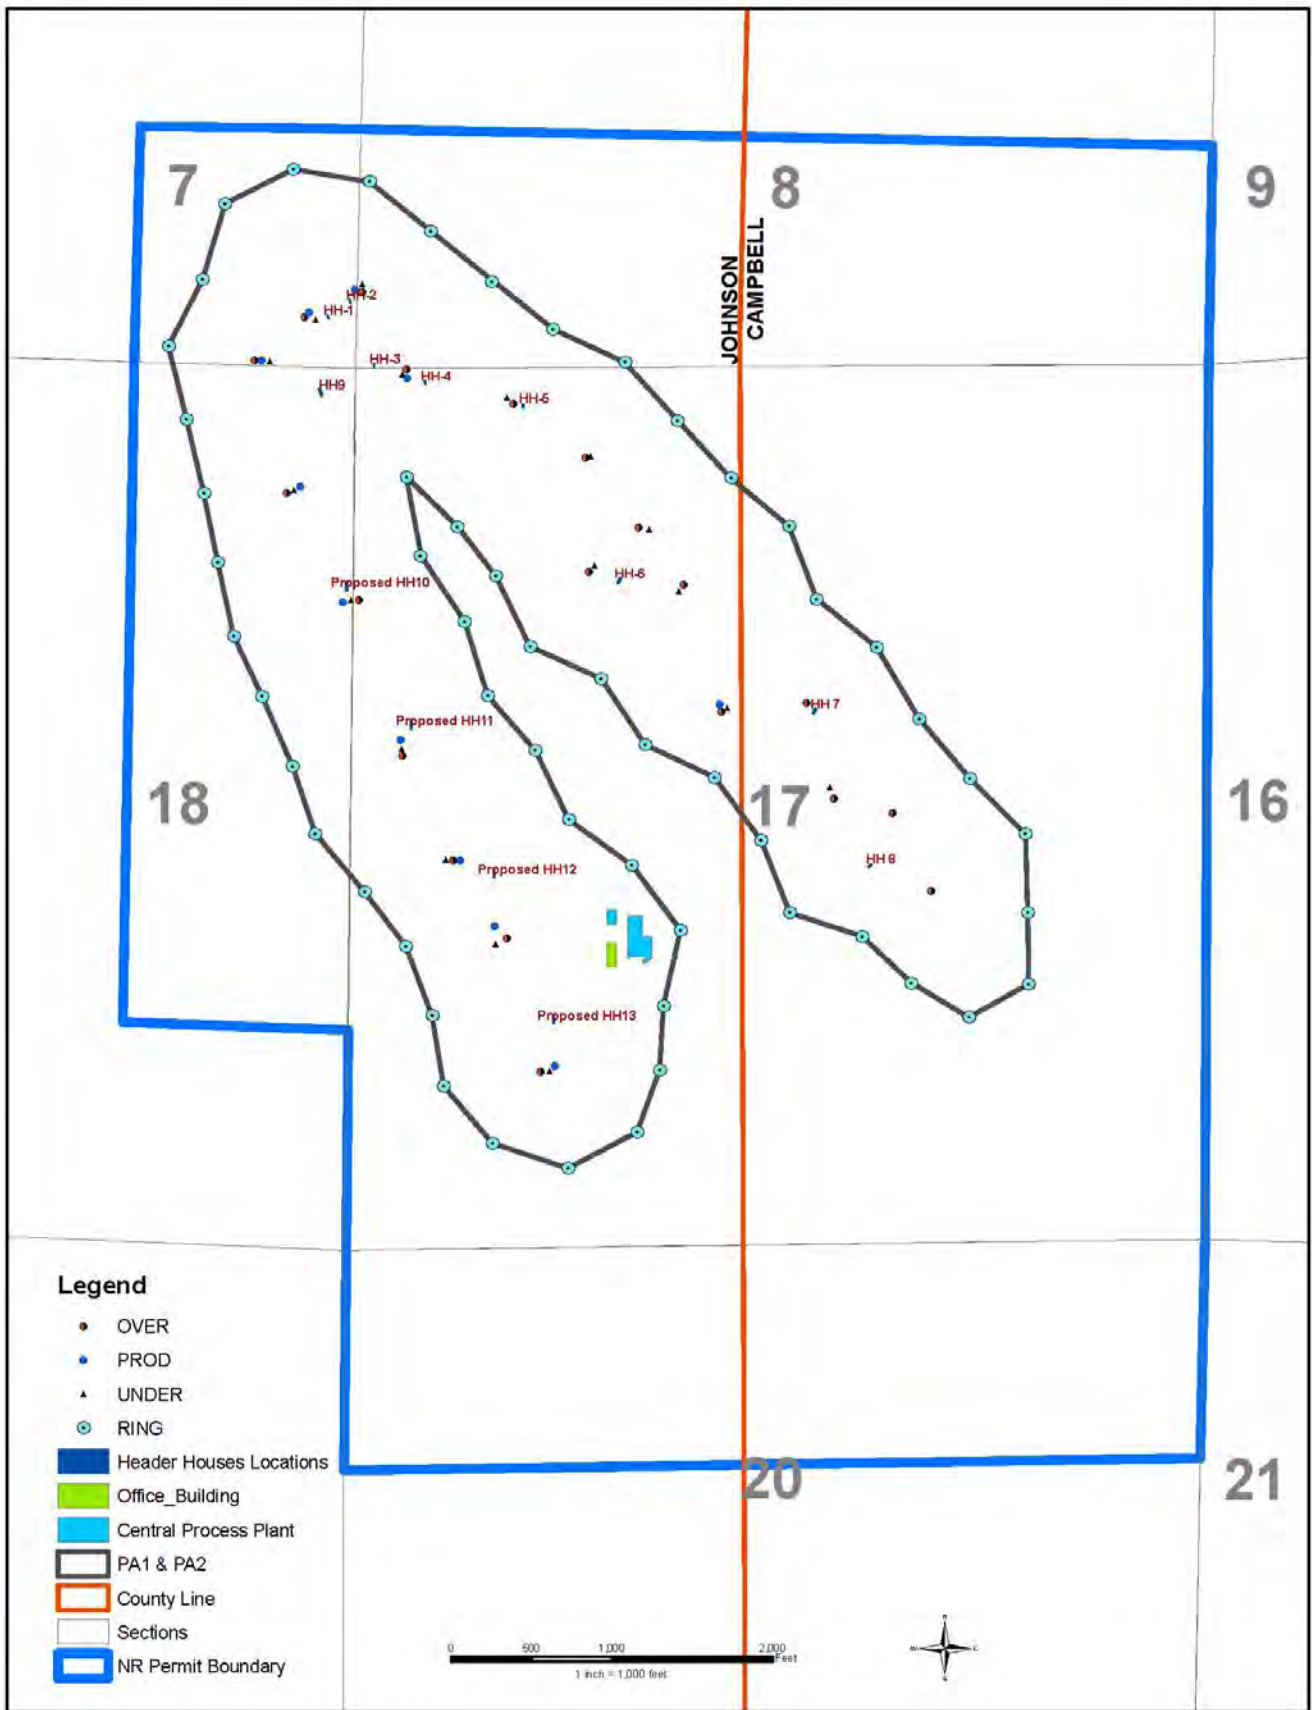 7
8
9
JOHNSON
CAMPBELL
HH-2
HH-1
HH-3
HH-4
HH9
HH-5
Proposed HH10
HH-6
Proposed HH11
HH 7
18
17
16
HH 8
Proposed HH12
Proposed HH13
Legend
OVER
PROD
UNDER
RING
Header Houses Locations
Office_Building
Central Process Plant
PA1 & PA2
County Line
Sections
NR Permit Boundary
20
21
0 500 1,000 2,000
Feet
1 inch = 1,000 feet
N
S